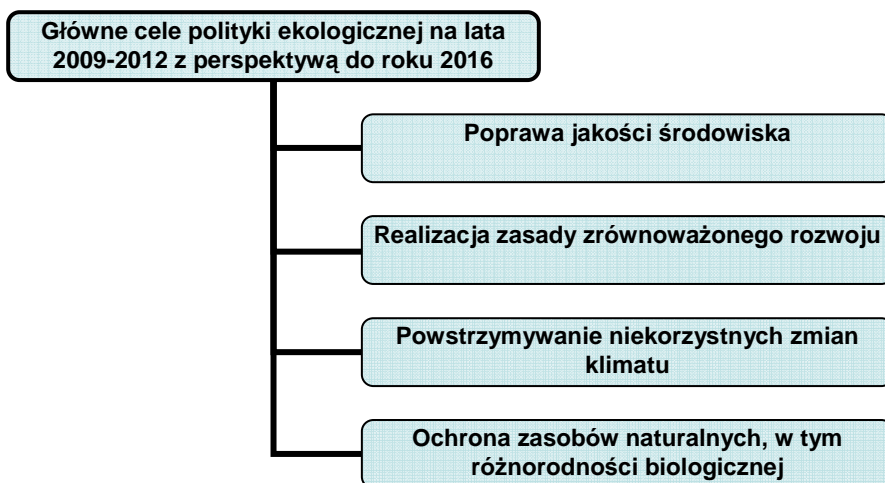 Główne cele polityki ekologicznej na lata
2009-2012 z perspektywą do roku 2016
Poprawa jakości środowiska
Realizacja zasady zrównoważonego rozwoju
Powstrzymywanie niekorzystnych zmian
klimatu
Ochrona zasobów naturalnych, w tym
różnorodności biologicznej